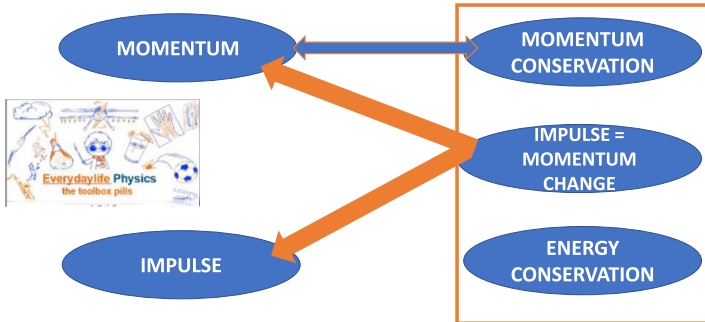 MOMENTUM
MOMENTUM
CONSERVATION
IMPULSE =
MOMENTUM
CHANGE
Everydaylife Physics
the toolbox pills
IMPULSE
ENERGY
CONSERVATION